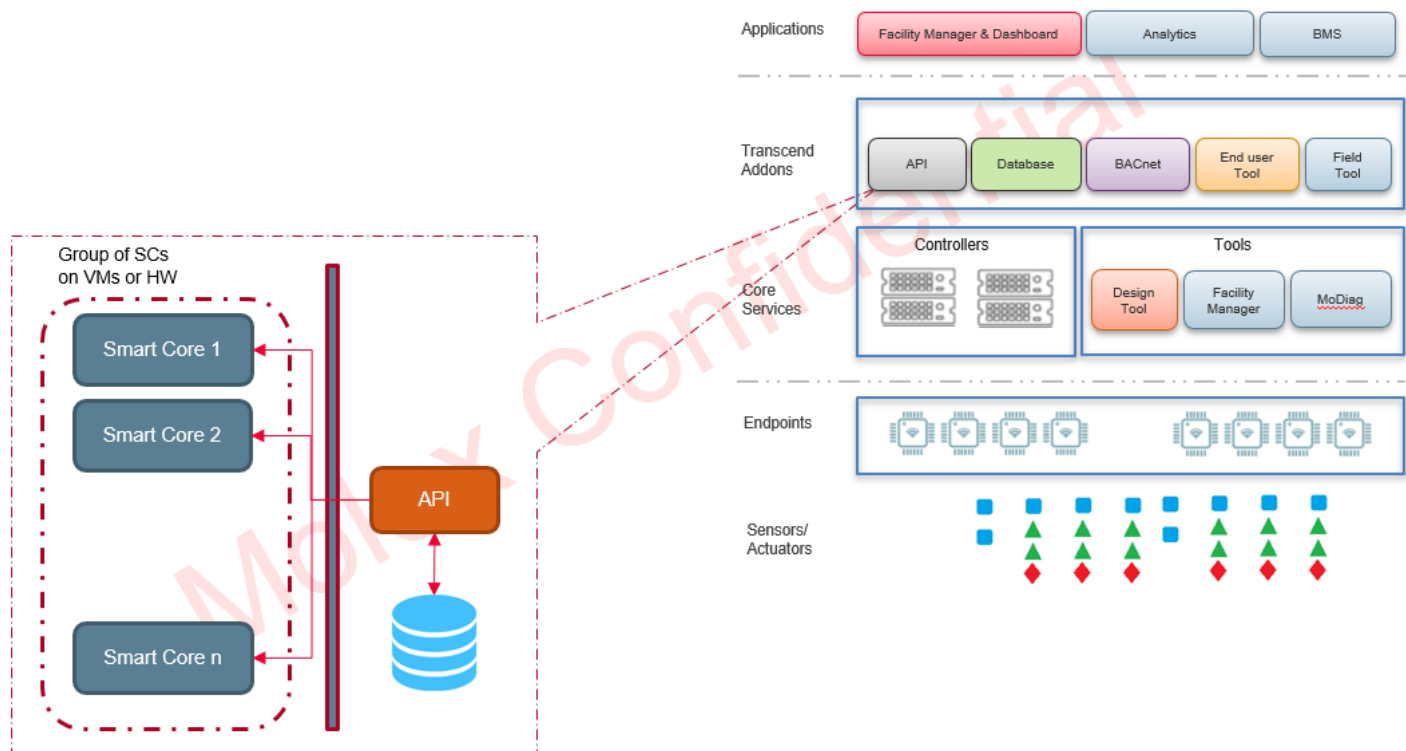 Applications
Facility Manager & Dashboard
Analytics
BMS
Transcend
Addons
API
Database
BACnet
End user
Tool
Field
Tool
Core
Services
Controllers
Tools
Design
Tool
Facility
Manager
MoDiag
Endpoints
Sensors/
Actuators
Group of SCs
on VMs or HW
Smart Core 1
Smart Core 2
Smart Core n
API
Molex Confidential